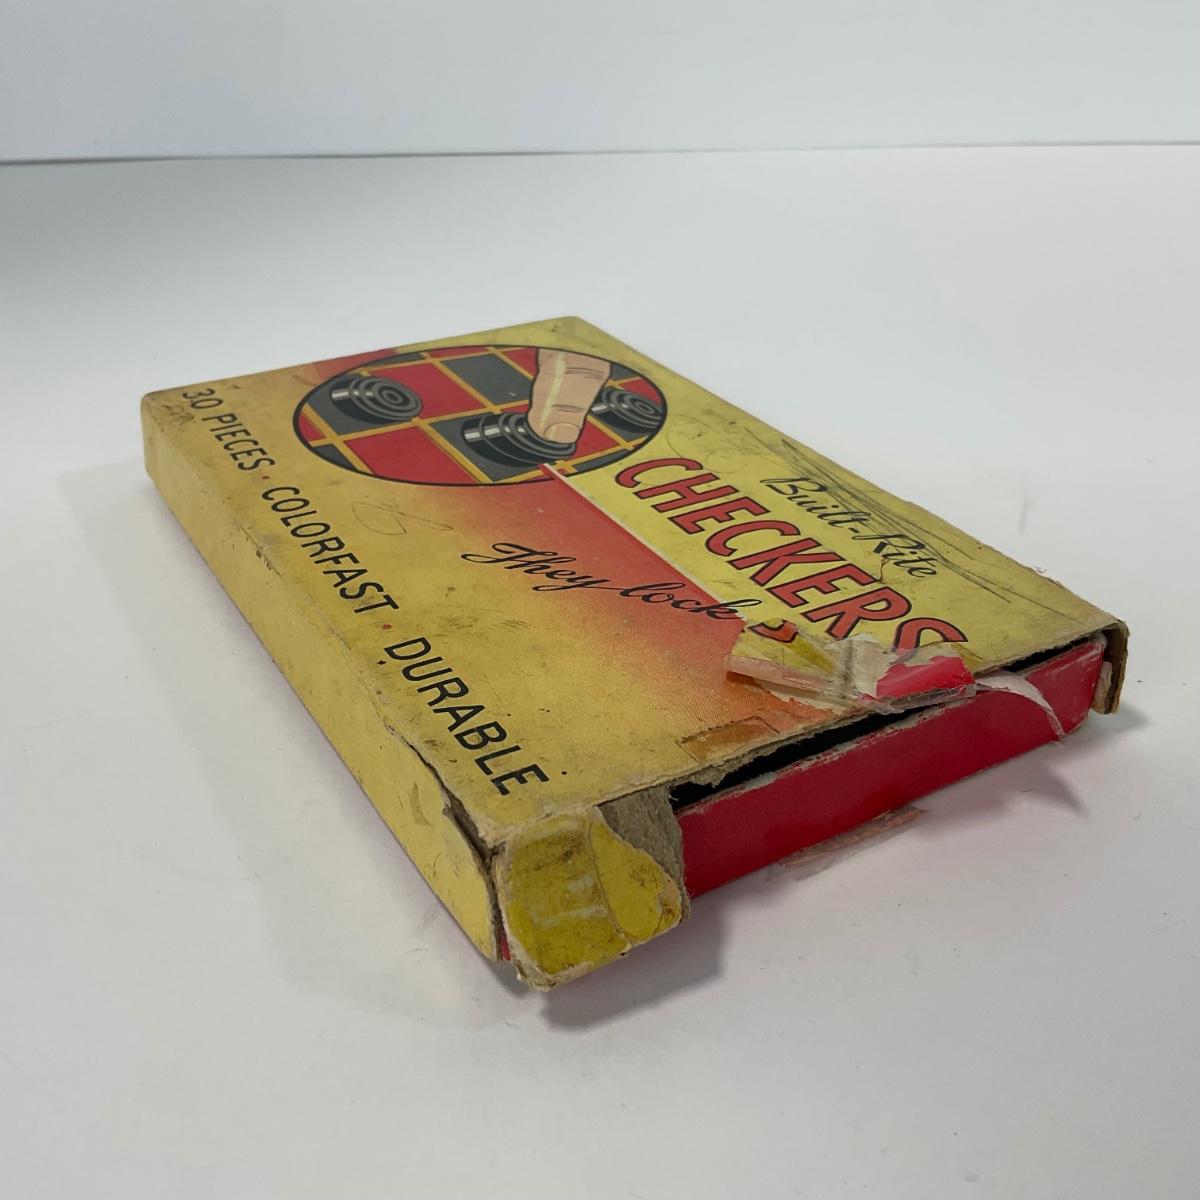 Built-Rite
CHECKERS
They lock
30 PIECES • COLORFAST • DURABLE